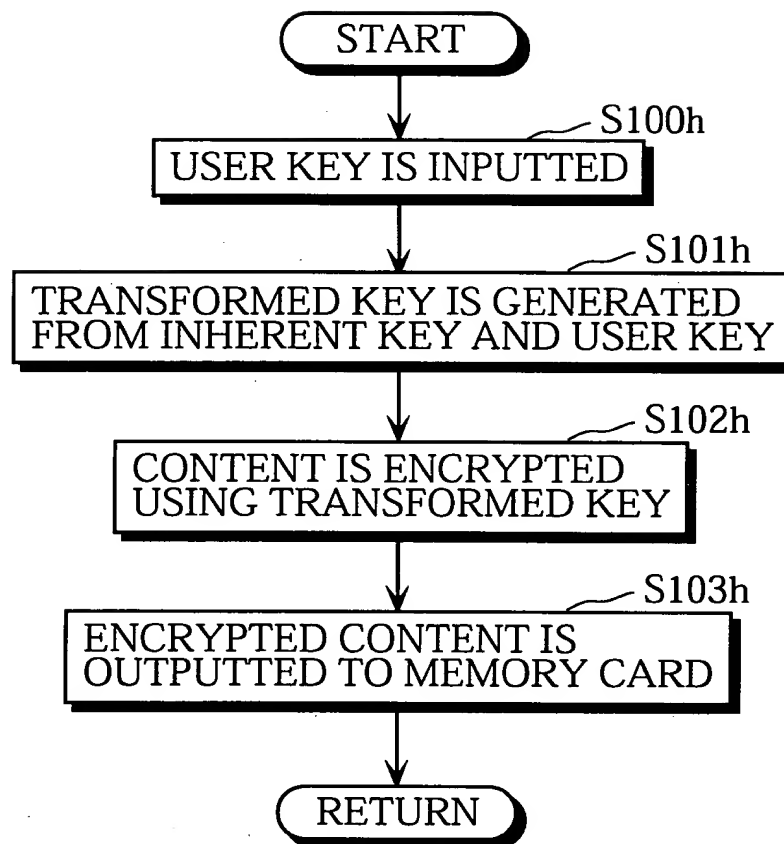 START
S100h
USER KEY IS INPUTTED
S101h
TRANSFORMED KEY IS GENERATED
FROM INHERENT KEY AND USER KEY
S102h
CONTENT IS ENCRYPTED
USING TRANSFORMED KEY
S103h
ENCRYPTED CONTENT IS
OUTPUTTED TO MEMORY CARD
RETURN